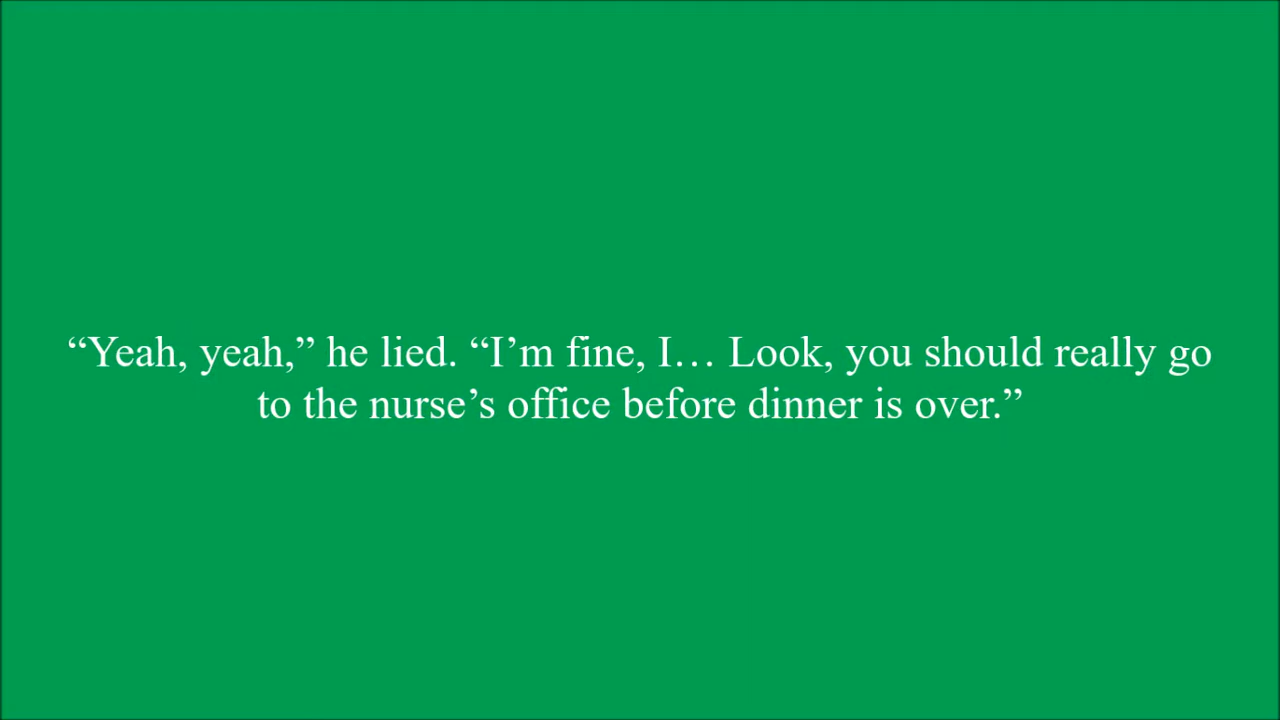 “Yeah, yeah,” he lied. “I’m fine, I… Look, you should really go
to the nurse’s office before dinner is over.”